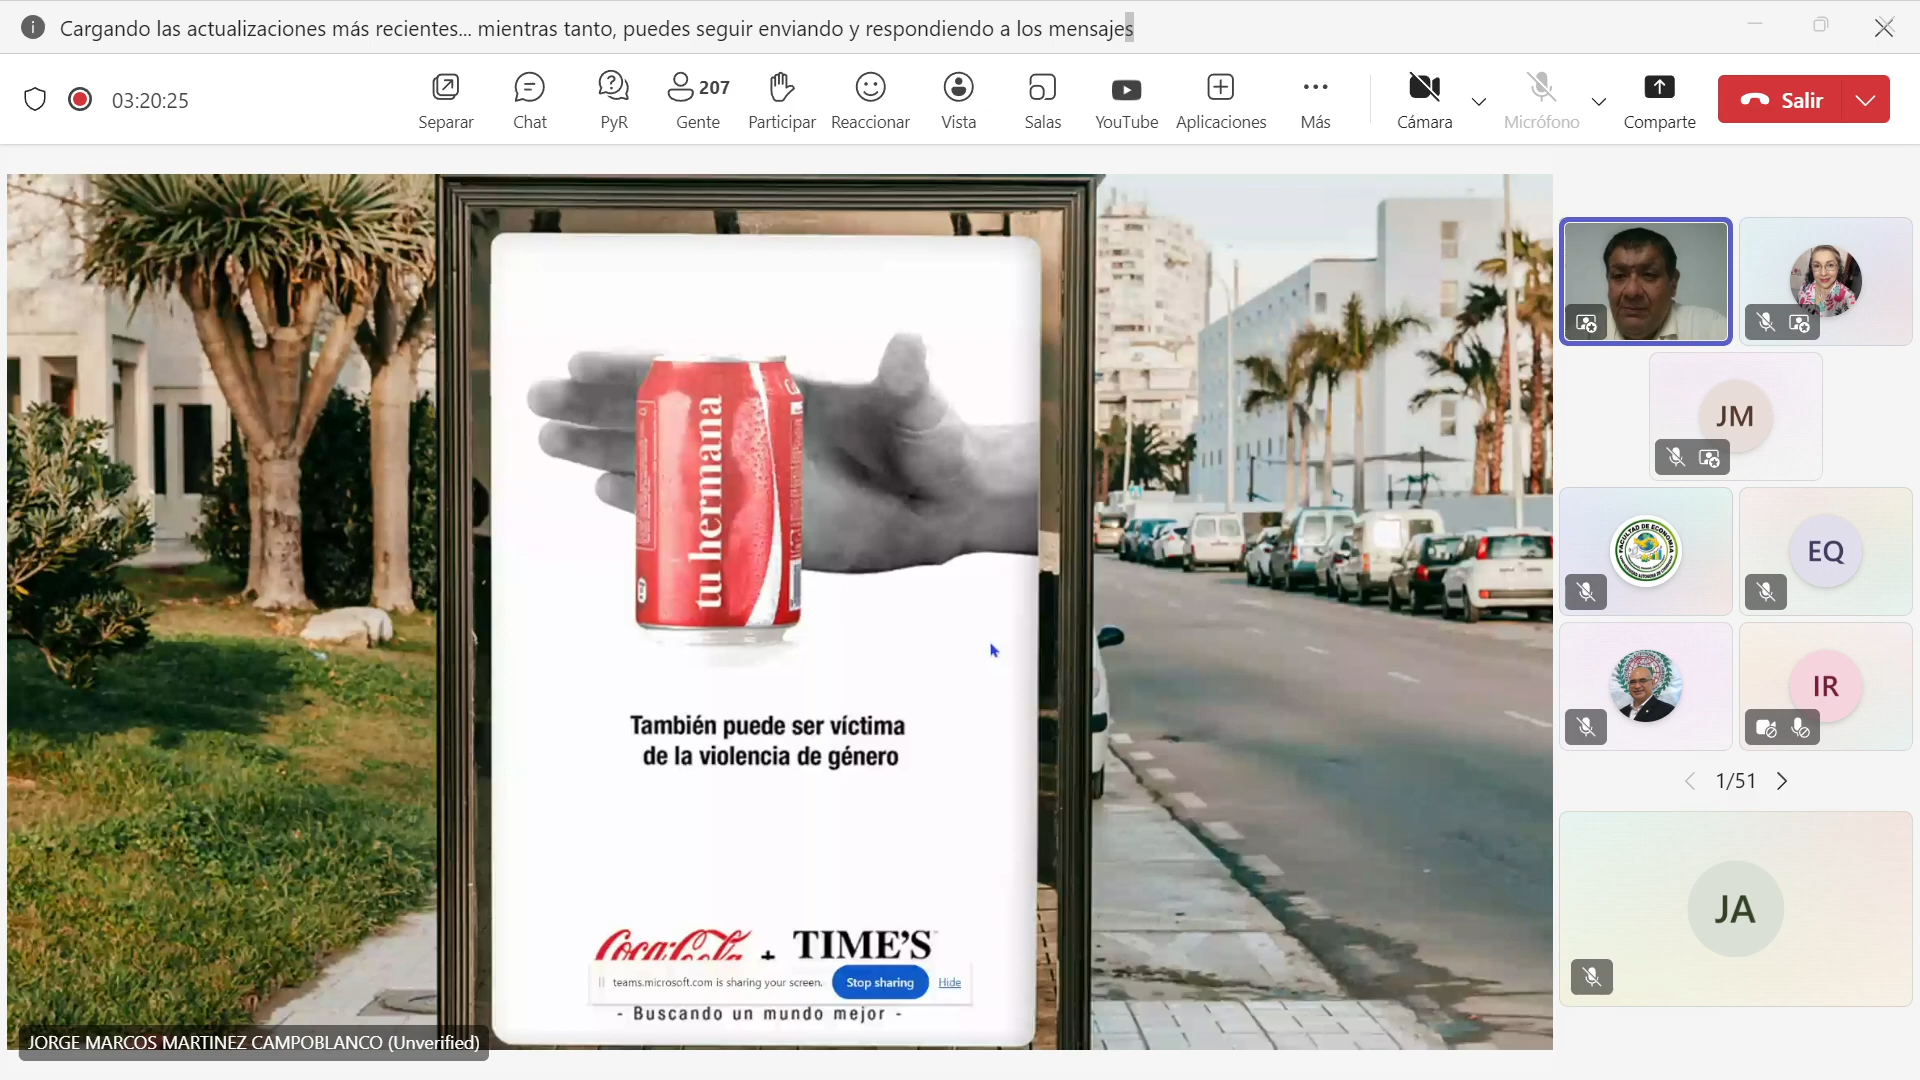 Cargando las actualizaciones más recientes... mientras tanto, puedes seguir enviando y respondiendo a los mensajes
03:20:25
Separar
Chat
PyR
207
Gente
Participar
Reaccionar
Vista
Salas
YouTube
Aplicaciones
Más
Cámara
Micrófono
Comparte
Salir
tu hermana
También puede ser víctima
de la violencia de género
Coca-Cola + TIME'S
teams.microsoft.com is sharing your screen. Stop sharing Hide
- Buscando un mundo mejor -
JORGE MARCOS MARTINEZ CAMPOBLANCO (Unverified)
JM
FACULTAD DE ECONOMIA
EQ
IR
1/51
JA